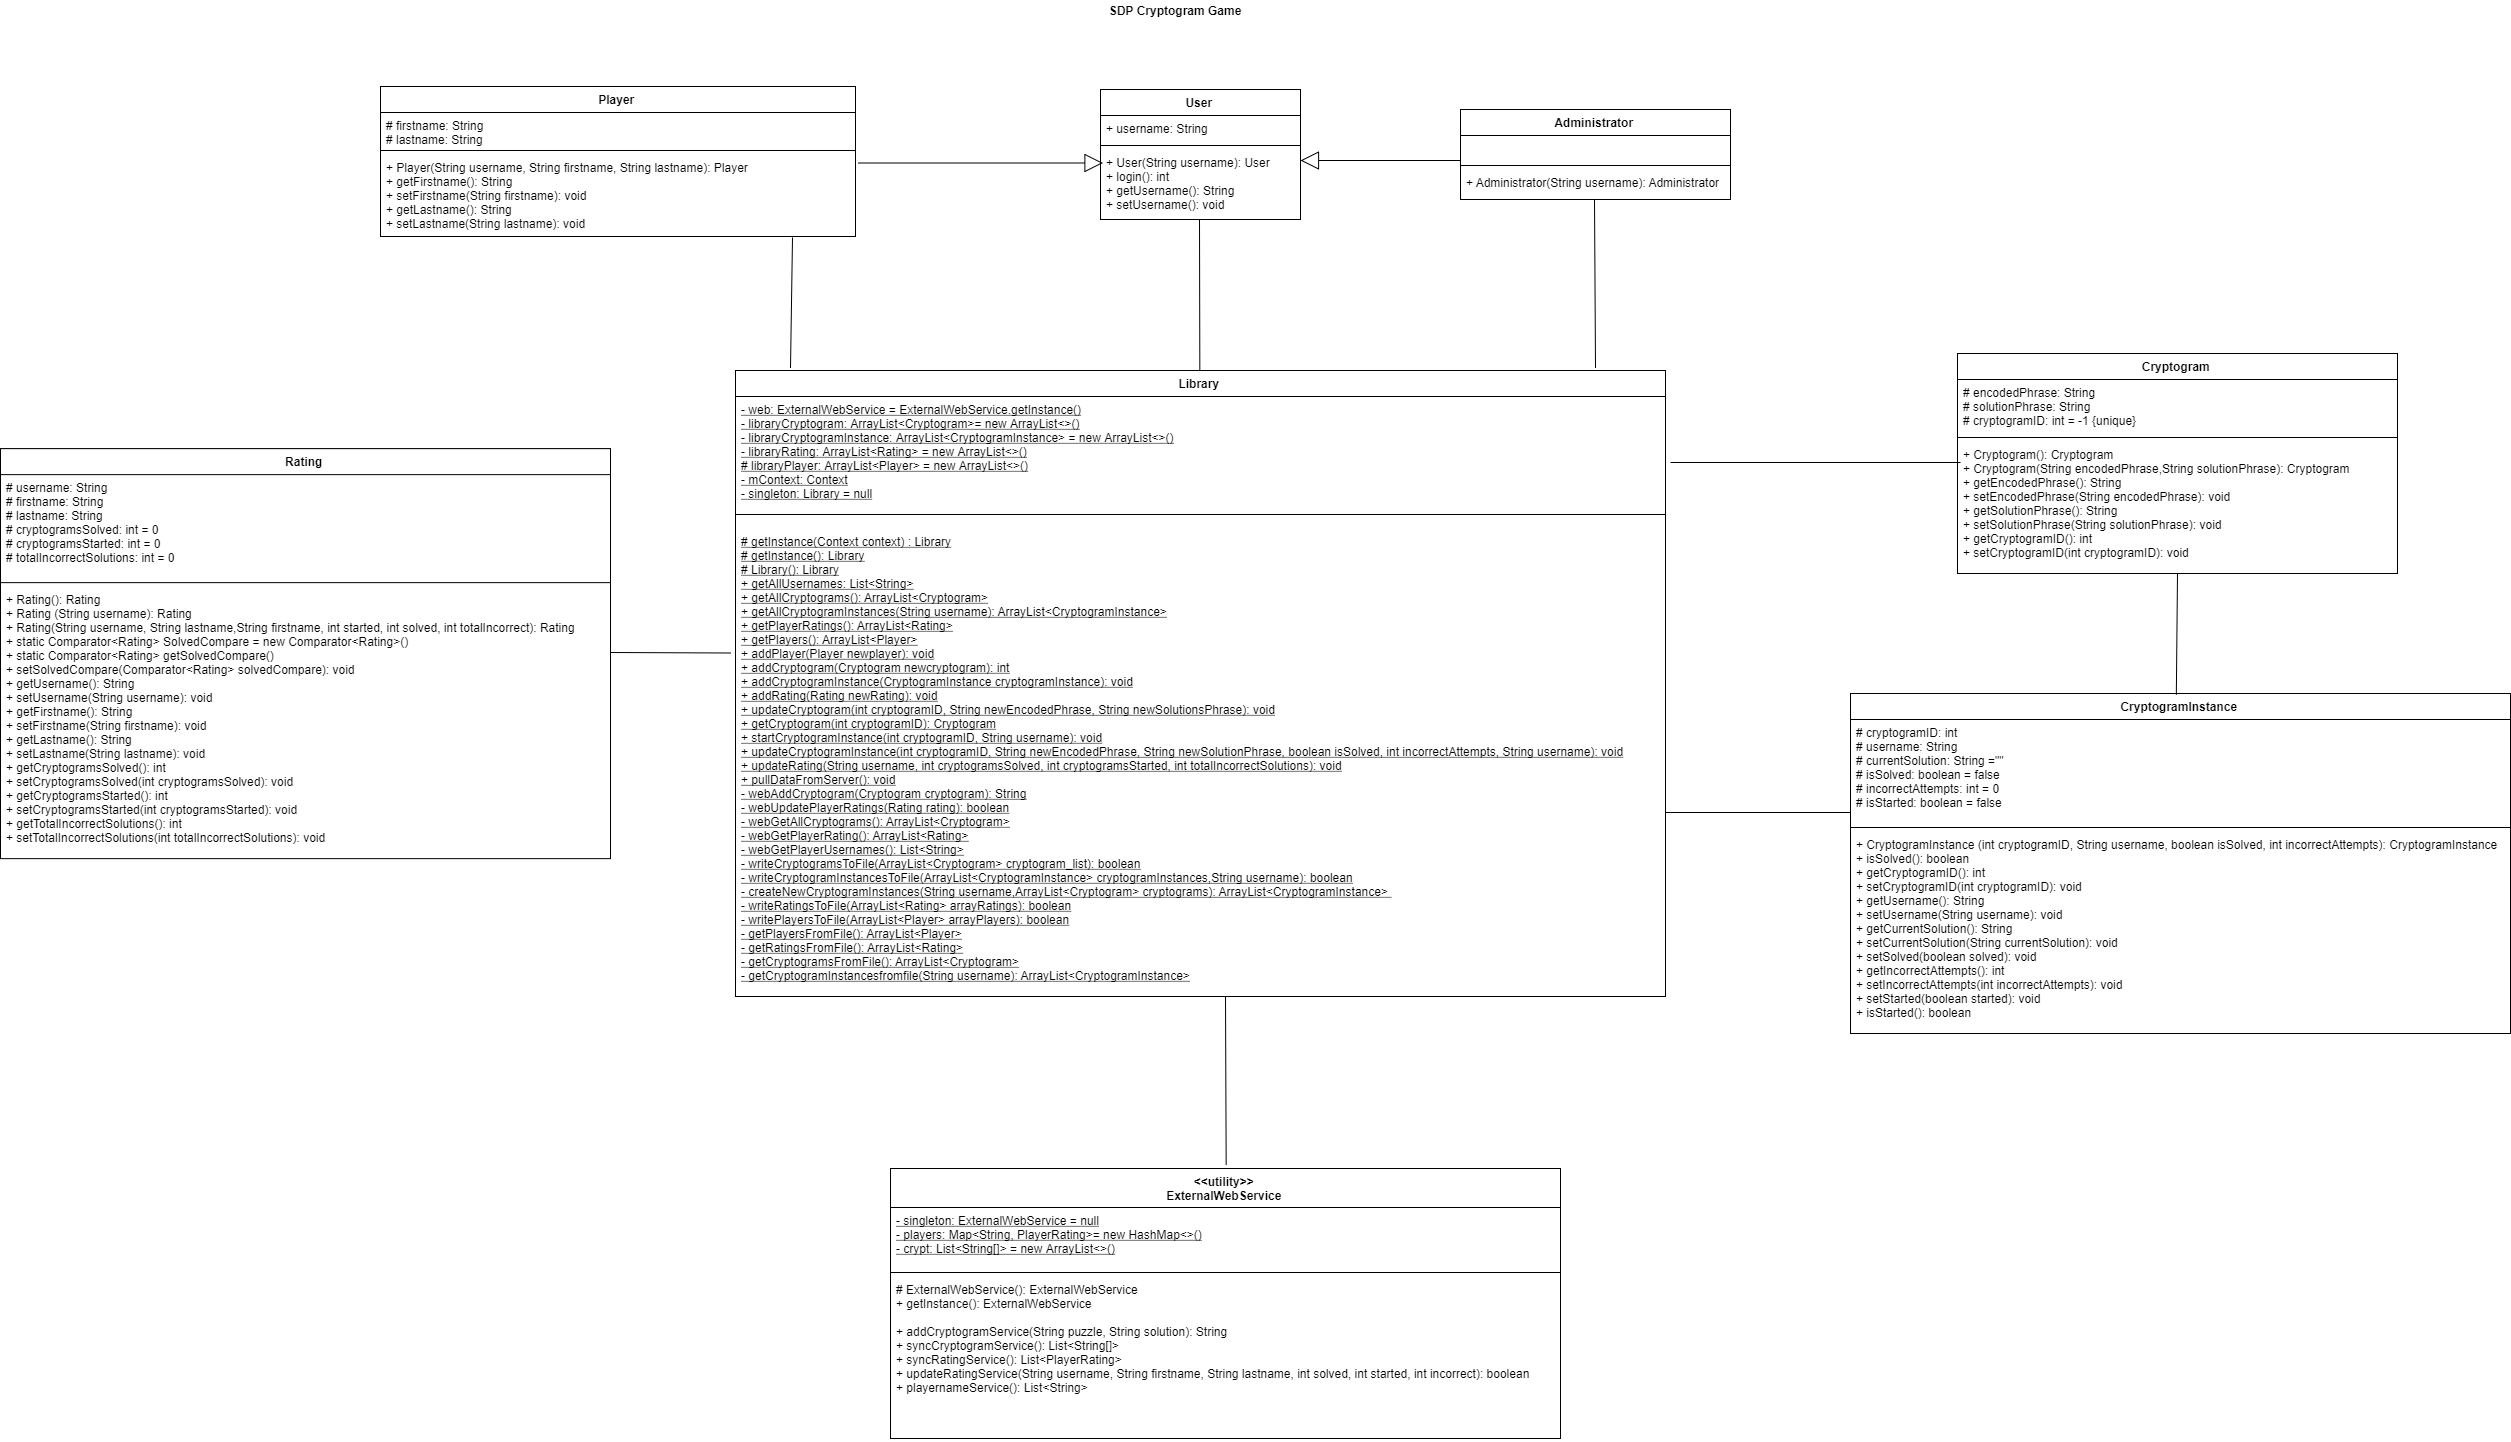 SDP Cryptogram Game
Player
# firstname: String
# lastname: String
+ Player(String username, String firstname, String lastname): Player
+ getFirstname(): String
+ setFirstname(String firstname): void
+ getLastname(): String
+ setLastname(String lastname): void
User
+ username: String
+ User(String username): User
+ login(): int
+ getUsername(): String
+ setUsername(): void
Administrator
+ Administrator(String username): Administrator
Library
- web: ExternalWebService = ExternalWebService.getInstance()
- libraryCryptogram: ArrayList<Cryptogram>= new ArrayList<>()
- libraryCryptogramInstance: ArrayList<CryptogramInstance> = new ArrayList<>()
- libraryRating: ArrayList<Rating> = new ArrayList<>()
# libraryPlayer: ArrayList<Player> = new ArrayList<>()
- mContext: Context
- singleton: Library = null
# getInstance(Context context) : Library
# getInstance(): Library
# Library(): Library
+ getAllUsernames: List<String>
+ getAllCryptograms(): ArrayList<Cryptogram>
+ getAllCryptogramInstances(String username): ArrayList<CryptogramInstance>
+ getPlayerRatings(): ArrayList<Rating>
+ getPlayers(): ArrayList<Player>
+ addPlayer(Player newplayer): void
+ addCryptogram(Cryptogram newcryptogram): int
+ addCryptogramInstance(CryptogramInstance cryptogramInstance): void
+ addRating(Rating newRating): void
+ updateCryptogram(int cryptogramID, String newEncodedPhrase, String newSolutionsPhrase): void
+ getCryptogram(int cryptogramID): Cryptogram
+ startCryptogramInstance(int cryptogramID, String username): void
+ updateCryptogramInstance(int cryptogramID, String newEncodedPhrase, String newSolutionPhrase, boolean isSolved, int incorrectAttempts, String username): void
+ updateRating(String username, int cryptogramsSolved, int cryptogramsStarted, int totalIncorrectSolutions): void
+ pullDataFromServer(): void
- webAddCryptogram(Cryptogram cryptogram): String
- webUpdatePlayerRatings(Rating rating): boolean
- webGetAllCryptograms(): ArrayList<Cryptogram>
- webGetPlayerRating(): ArrayList<Rating>
- webGetPlayerUsernames(): List<String>
- writeCryptogramsToFile(ArrayList<Cryptogram> cryptogram_list): boolean
- writeCryptogramInstancesToFile(ArrayList<CryptogramInstance> cryptogramInstances,String username): boolean
- createNewCryptogramInstances(String username,ArrayList<Cryptogram> cryptograms): ArrayList<CryptogramInstance>
- writeRatingsToFile(ArrayList<Rating> arrayRatings): boolean
- writePlayersToFile(ArrayList<Player> arrayPlayers): boolean
- getPlayersFromFile(): ArrayList<Player>
- getRatingsFromFile(): ArrayList<Rating>
- getCryptogramsFromFile(): ArrayList<Cryptogram>
- getCryptogramInstancesfromfile(String username): ArrayList<CryptogramInstance>
Cryptogram
# encodedPhrase: String
# solutionPhrase: String
# cryptogramID: int = -1 {unique}
+ Cryptogram(): Cryptogram
+ Cryptogram(String encodedPhrase,String solutionPhrase): Cryptogram
+ getEncodedPhrase(): String
+ setEncodedPhrase(String encodedPhrase): void
+ getSolutionPhrase(): String
+ setSolutionPhrase(String solutionPhrase): void
+ getCryptogramID(): int
+ setCryptogramID(int cryptogramID): void
Rating
# username: String
# firstname: String
# lastname: String
# cryptogramsSolved: int = 0
# cryptogramsStarted: int = 0
# totalIncorrectSolutions: int = 0
+ Rating(): Rating
+ Rating (String username): Rating
+ Rating(String username, String lastname,String firstname, int started, int solved, int totalIncorrect): Rating
+ static Comparator<Rating> SolvedCompare = new Comparator<Rating>()
+ static Comparator<Rating> getSolvedCompare()
+ setSolvedCompare(Comparator<Rating> solvedCompare): void
+ getUsername(): String
+ setUsername(String username): void
+ getFirstname(): String
+ setFirstname(String firstname): void
+ getLastname(): String
+ setLastname(String lastname): void
+ getCryptogramsSolved(): int
+ setCryptogramsSolved(int cryptogramsSolved): void
+ getCryptogramsStarted(): int
+ setCryptogramsStarted(int cryptogramsStarted): void
+ getTotalIncorrectSolutions(): int
+ setTotalIncorrectSolutions(int totalIncorrectSolutions): void
CryptogramInstance
# cryptogramID: int
# username: String
# currentSolution: String =""
# isSolved: boolean = false
# incorrectAttempts: int = 0
# isStarted: boolean = false
+ CryptogramInstance (int cryptogramID, String username, boolean isSolved, int incorrectAttempts): CryptogramInstance
+ isSolved(): boolean
+ getCryptogramID(): int
+ setCryptogramID(int cryptogramID): void
+ getUsername(): String
+ setUsername(String username): void
+ getCurrentSolution(): String
+ setCurrentSolution(String currentSolution): void
+ setSolved(boolean solved): void
+ getIncorrectAttempts(): int
+ setIncorrectAttempts(int incorrectAttempts): void
+ setStarted(boolean started): void
+ isStarted(): boolean
<<utility>>
ExternalWebService
- singleton: ExternalWebService = null
- players: Map<String, PlayerRating>= new HashMap<>()
- crypt: List<String[]> = new ArrayList<>()
# ExternalWebService(): ExternalWebService
+ getInstance(): ExternalWebService
+ addCryptogramService(String puzzle, String solution): String
+ syncCryptogramService(): List<String[]>
+ syncRatingService(): List<PlayerRating>
+ updateRatingService(String username, String firstname, String lastname, int solved, int started, int incorrect): boolean
+ playernameService(): List<String>